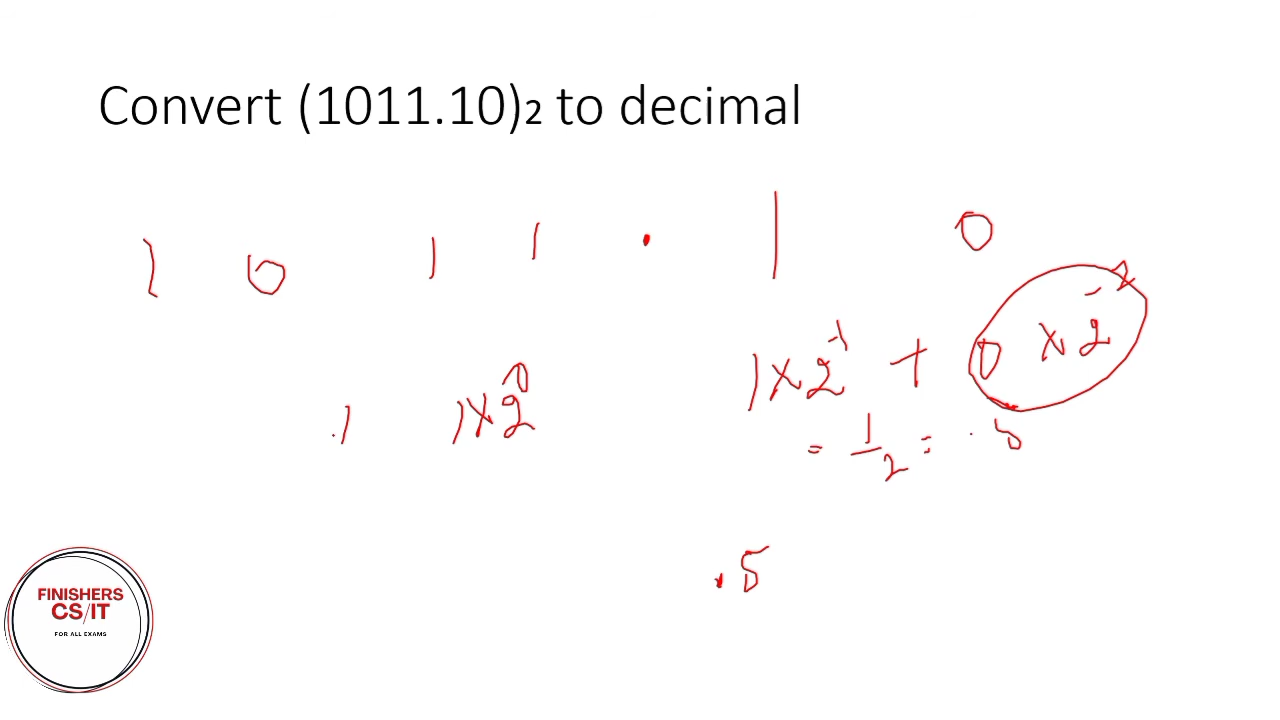 Convert (1011.10)₂ to decimal
1 0 1 1 . 1 0
1×2⁻¹ + 0 ×2⁻²
1 1×2⁰
= 1/2 = .5
.5
FINISHERS
CS/IT
FOR ALL EXAMS